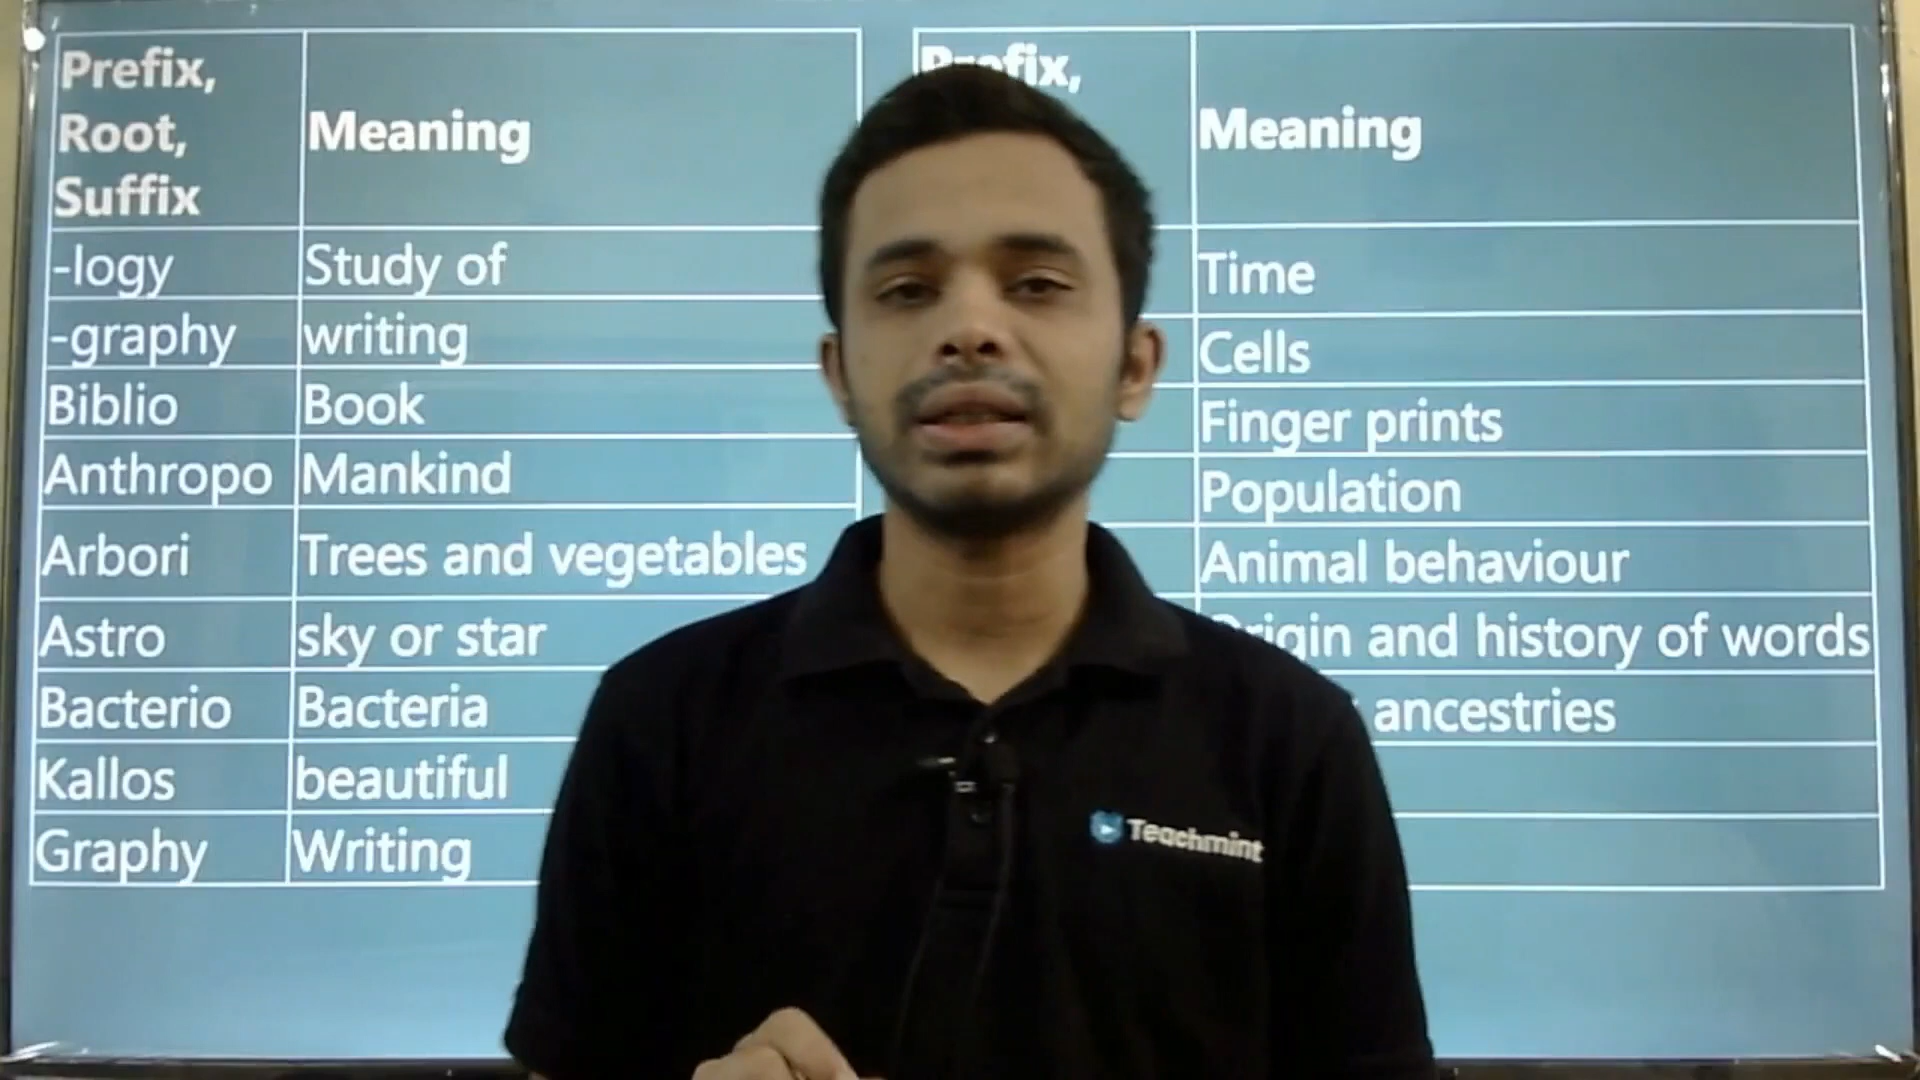 Prefix,
Root,
Suffix
Meaning
-logy
Study of
-graphy
writing
Biblio
Book
Anthropo
Mankind
Arbori
Trees and vegetables
Astro
sky or star
Bacterio
Bacteria
Kallos
beautiful
Graphy
Writing
Prefix,
Meaning
Time
Cells
Finger prints
Population
Animal behaviour
Origin and history of words
ancestries
Teachmint